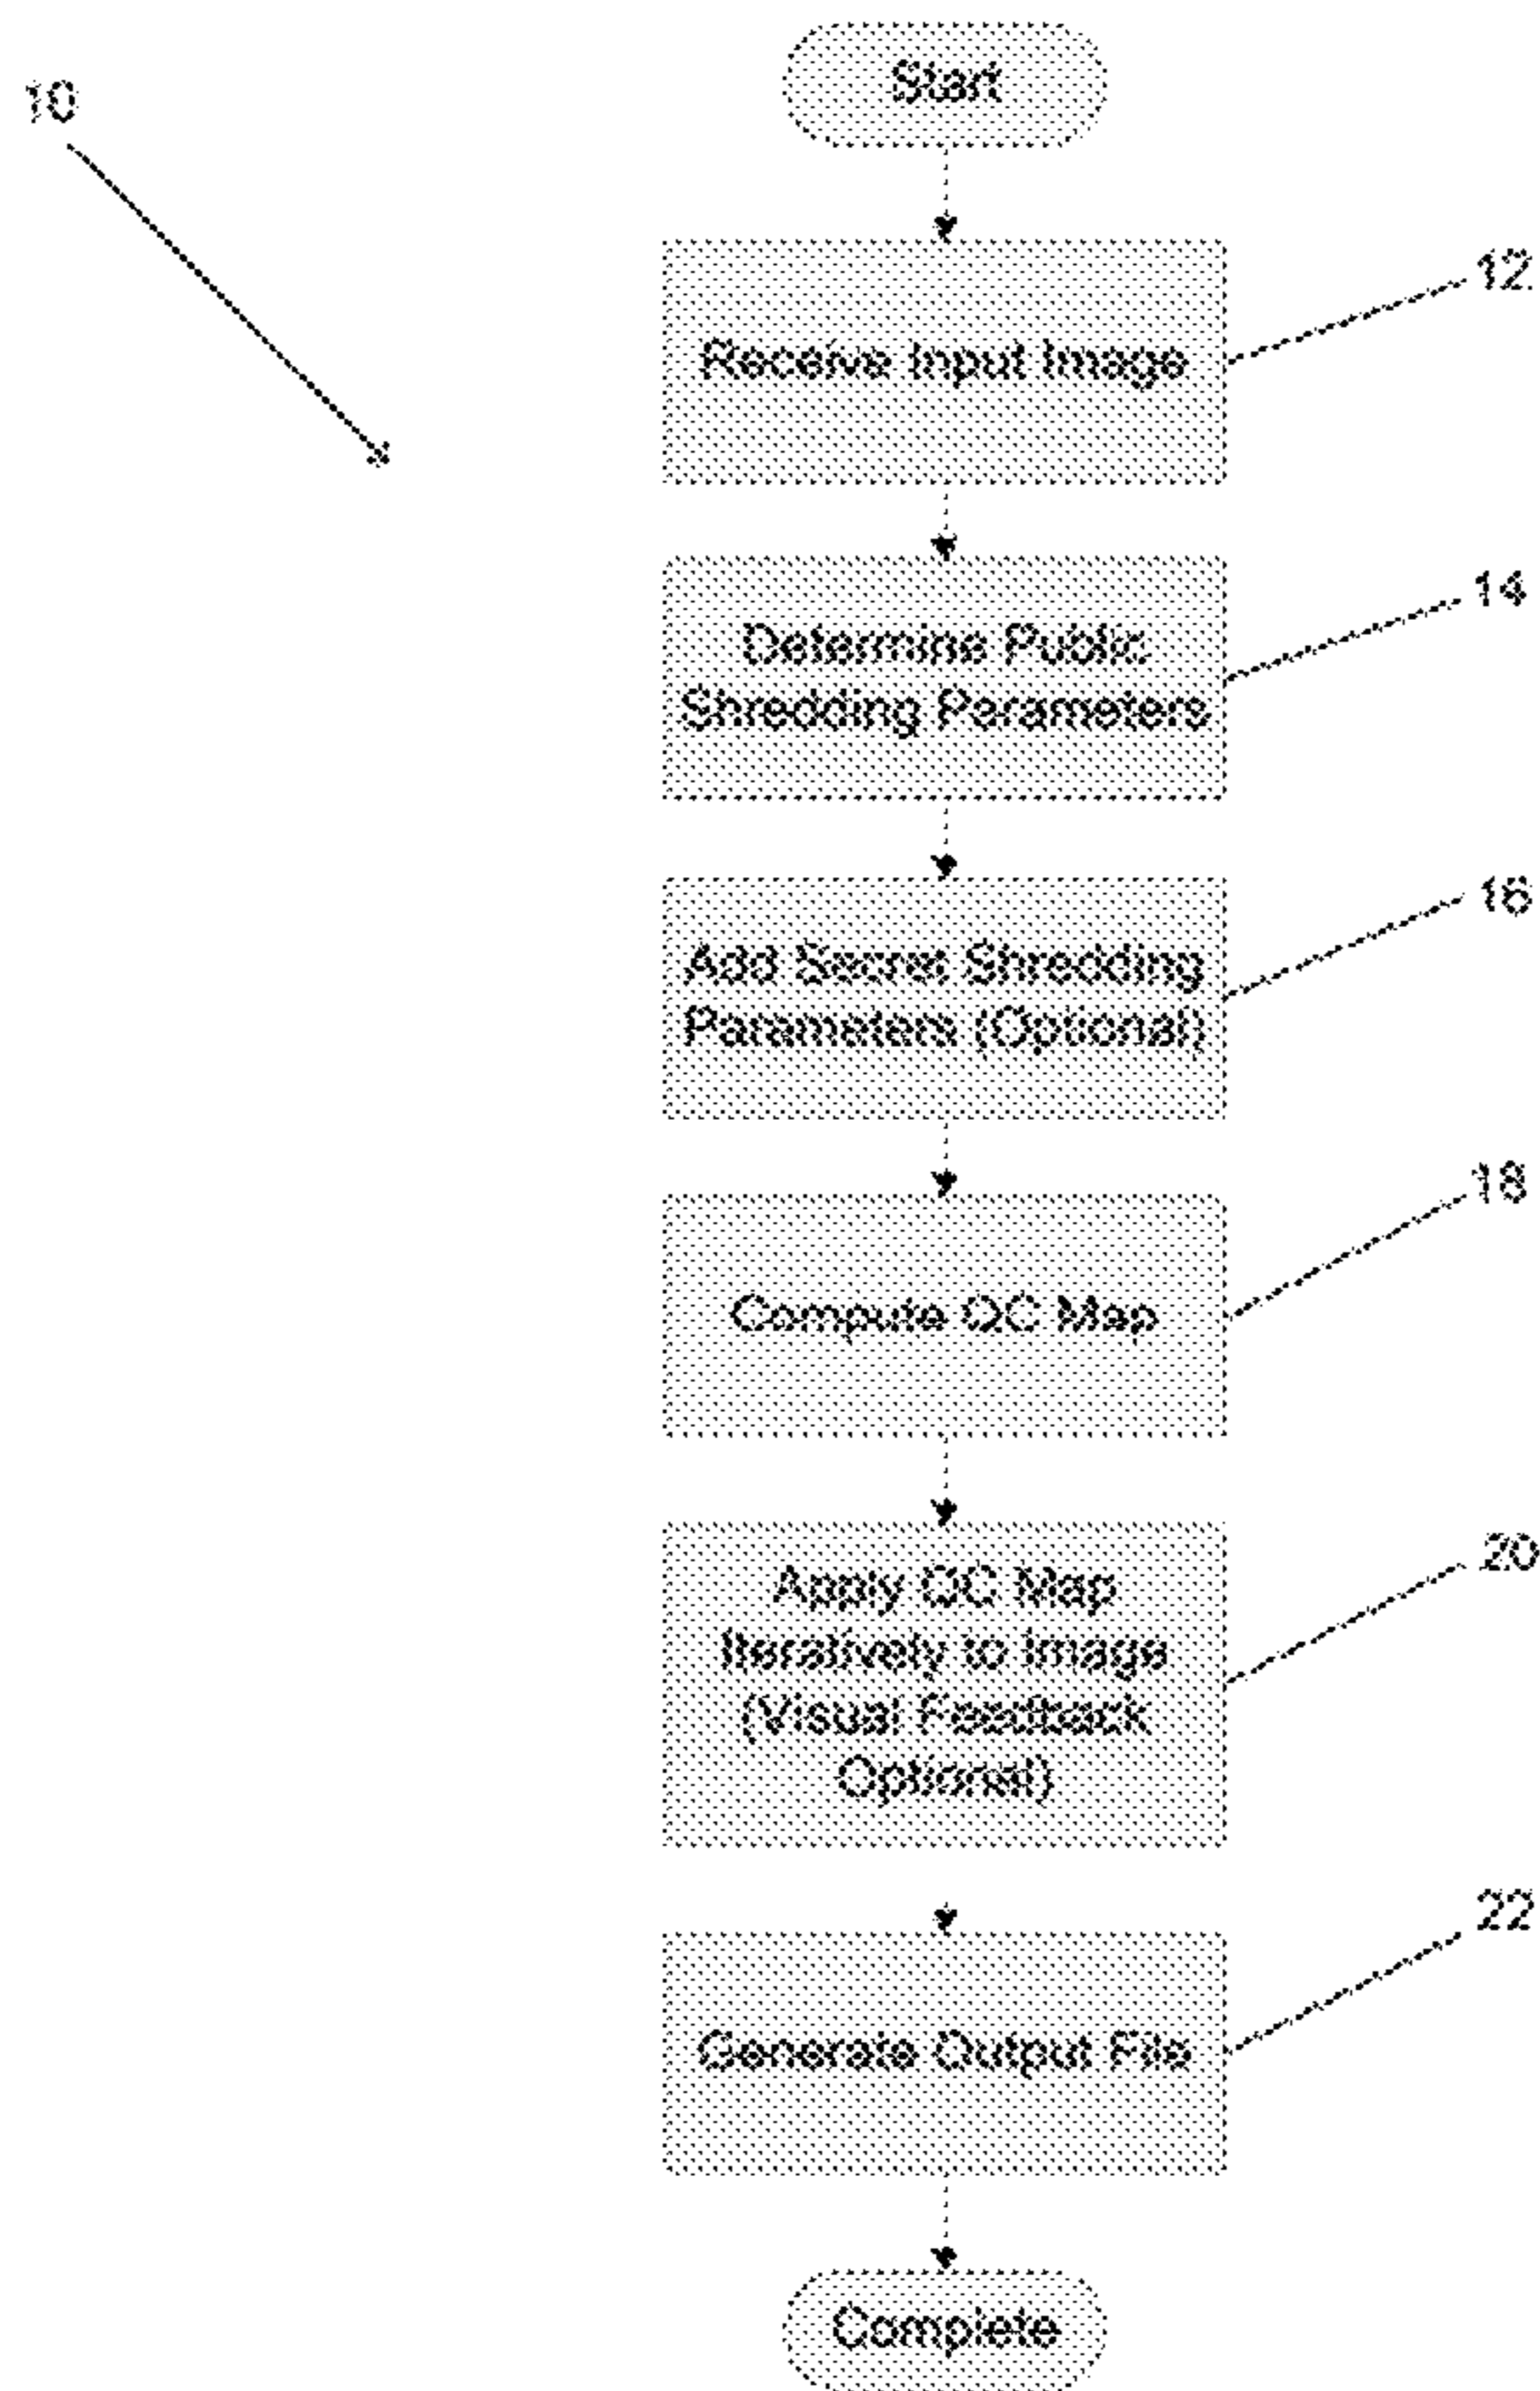 Start
10
12
Receive Input Image
14
Determine Public
Shredding Parameters
16
Add Secret Shredding
Parameters (Optional)
18
Compute QC Map
20
Apply QC Map
Iteratively to Image
(Visual Feedback
Optional)
22
Generate Output File
Complete